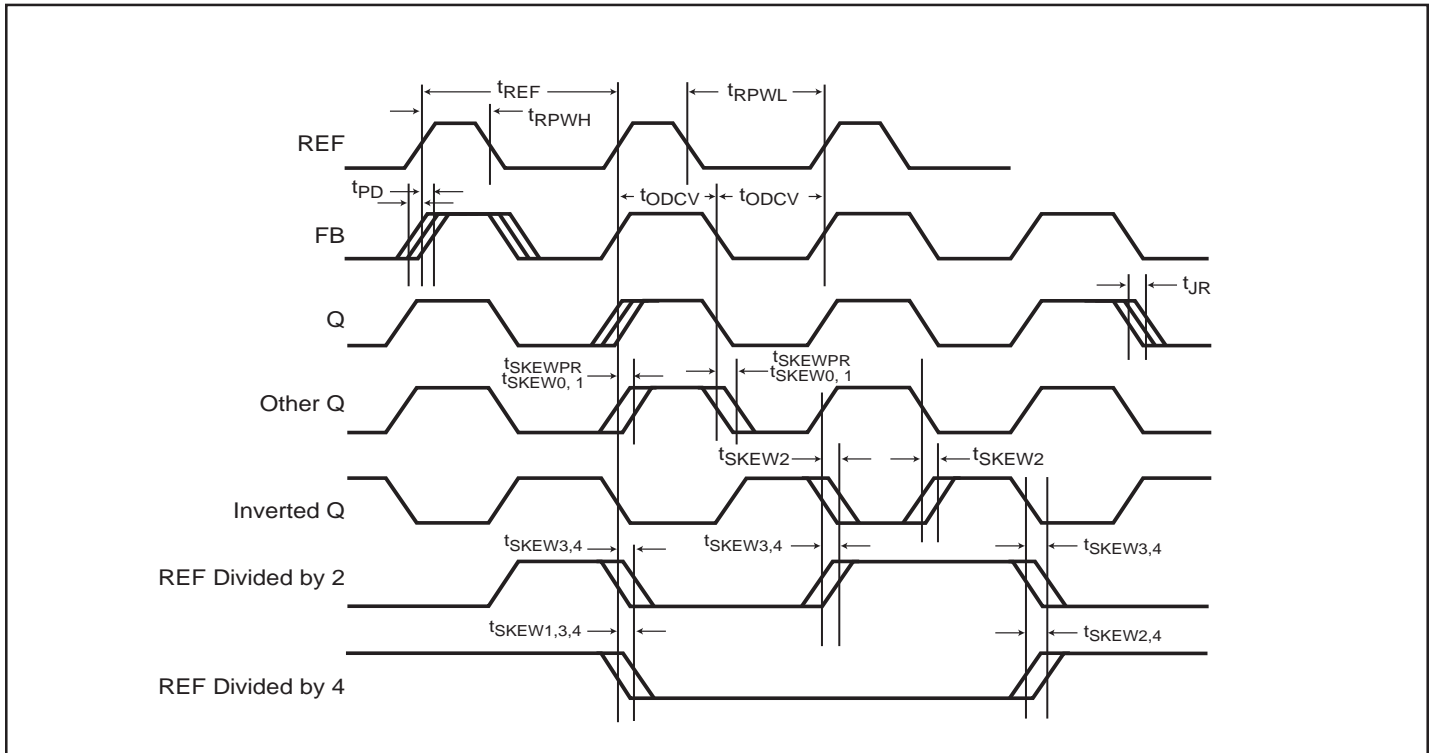 tREF
tRPWL
tRPWH
REF
tPD
tODCV
tODCV
FB
tJR
Q
tSKEWPR
tSKEW0, 1
tSKEWPR
tSKEW0, 1
Other Q
tSKEW2
tSKEW2
Inverted Q
tSKEW3,4
tSKEW3,4
tSKEW3,4
REF Divided by 2
tSKEW1,3,4
tSKEW2,4
REF Divided by 4